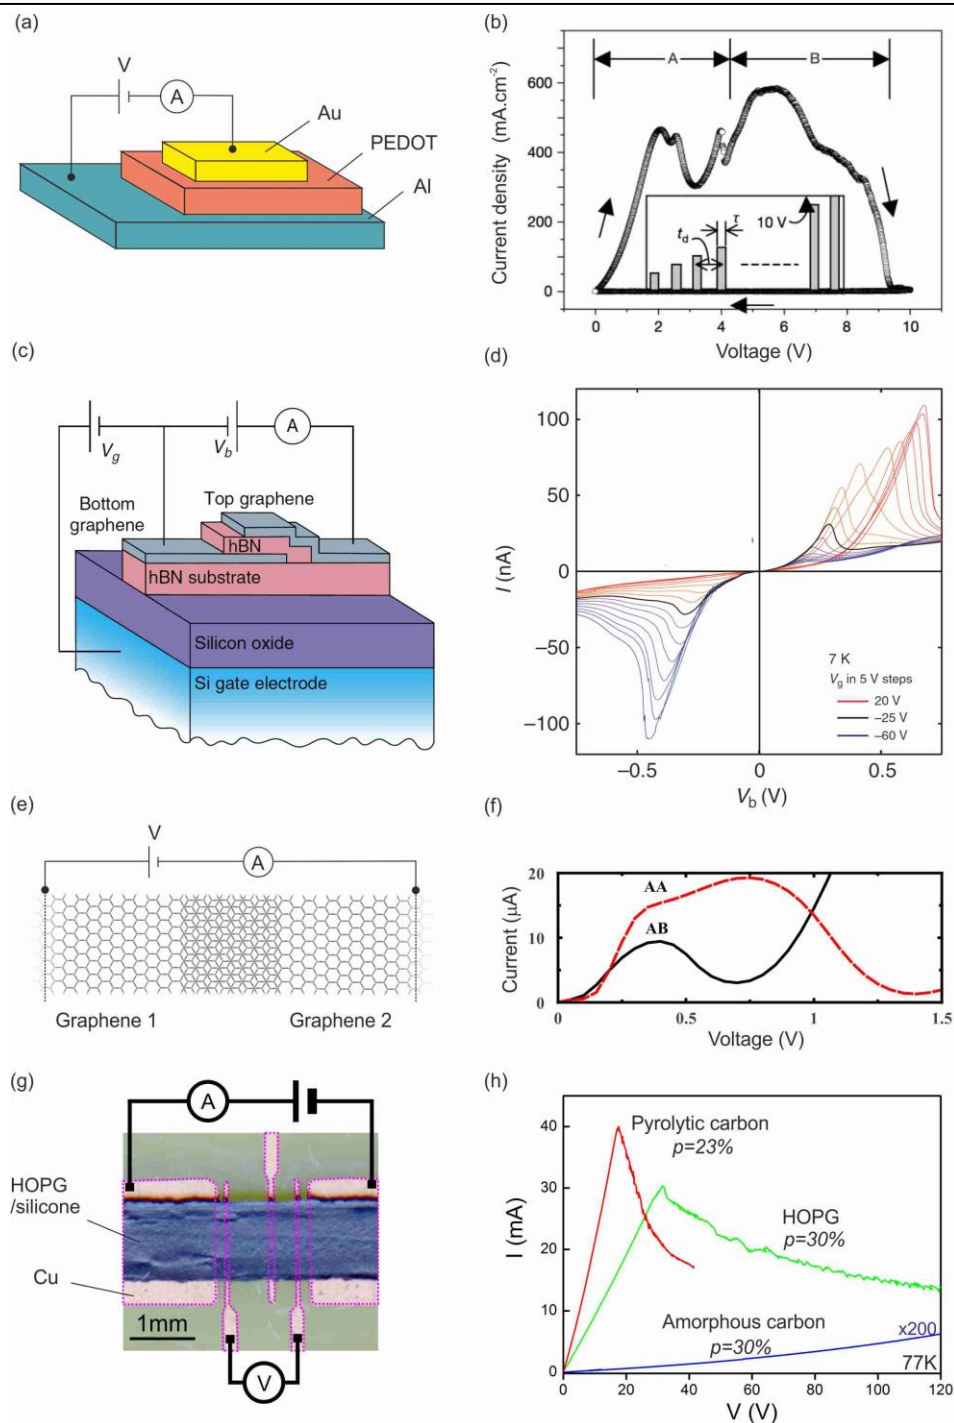 (a)
V
A
Au
PEDOT
Al
(b)
A
B
Current density (mA.cm⁻²)
600
400
200
0
t_d
τ
10 V
0
2
4
6
8
10
Voltage (V)
(c)
V_g
V_b
A
Bottom
graphene
Top graphene
hBN
hBN substrate
Silicon oxide
Si gate electrode
(d)
I (nA)
100
50
0
−50
−100
7 K
V_g in 5 V steps
20 V
−25 V
−60 V
−0.5
0
0.5
V_b (V)
(e)
V
A
Graphene 1
Graphene 2
(f)
Current (μA)
20
10
0
AA
AB
0
0.5
1
1.5
Voltage (V)
(g)
A
HOPG
/silicone
Cu
1mm
V
(h)
I (mA)
40
30
20
10
0
Pyrolytic carbon
p=23%
HOPG
p=30%
Amorphous carbon
p=30%
x200
77K
0
20
40
60
80
100
120
V (V)